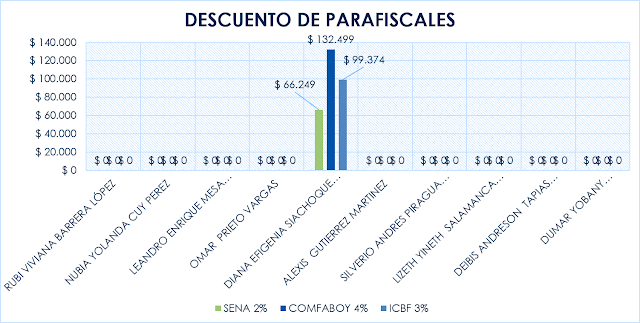 DESCUENTO DE PARAFISCALES
$ 140.000
$ 120.000
$ 100.000
$ 80.000
$ 60.000
$ 40.000
$ 20.000
$ 0
$ 132.499
$ 99.374
$ 66.249
$ 0 $ 0 $ 0
$ 0 $ 0 $ 0
$ 0 $ 0 $ 0
$ 0 $ 0 $ 0
$ 0 $ 0 $ 0
$ 0 $ 0 $ 0
$ 0 $ 0 $ 0
$ 0 $ 0 $ 0
$ 0 $ 0 $ 0
RUBI VIVIANA BARRERA LÓPEZ
NUBIA YOLANDA CUY PEREZ
LEANDRO ENRIQUE MESA...
OMAR PRIETO VARGAS
DIANA EFIGENIA SIACHOQUE...
ALEXIS GUTIERREZ MARTINEZ
SILVERIO ANDRES PIRAGUA...
LIZETH YINETH SALAMANCA...
DEIBIS ANDRESON TAPIAS...
DUMAR YOBANY...
SENA 2%
COMFABOY 4%
ICBF 3%